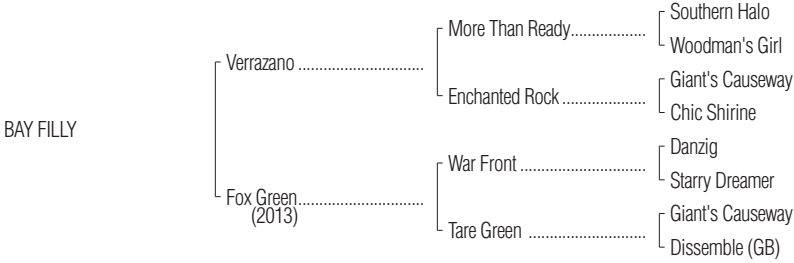 Southern Halo
More Than Ready..................
Woodman's Girl
Verrazano ............................
Giant's Causeway
Enchanted Rock ...................
Chic Shirine
BAY FILLY
Danzig
War Front ............................
Starry Dreamer
Fox Green............................
(2013)
Giant's Causeway
Tare Green ..........................
Dissemble (GB)